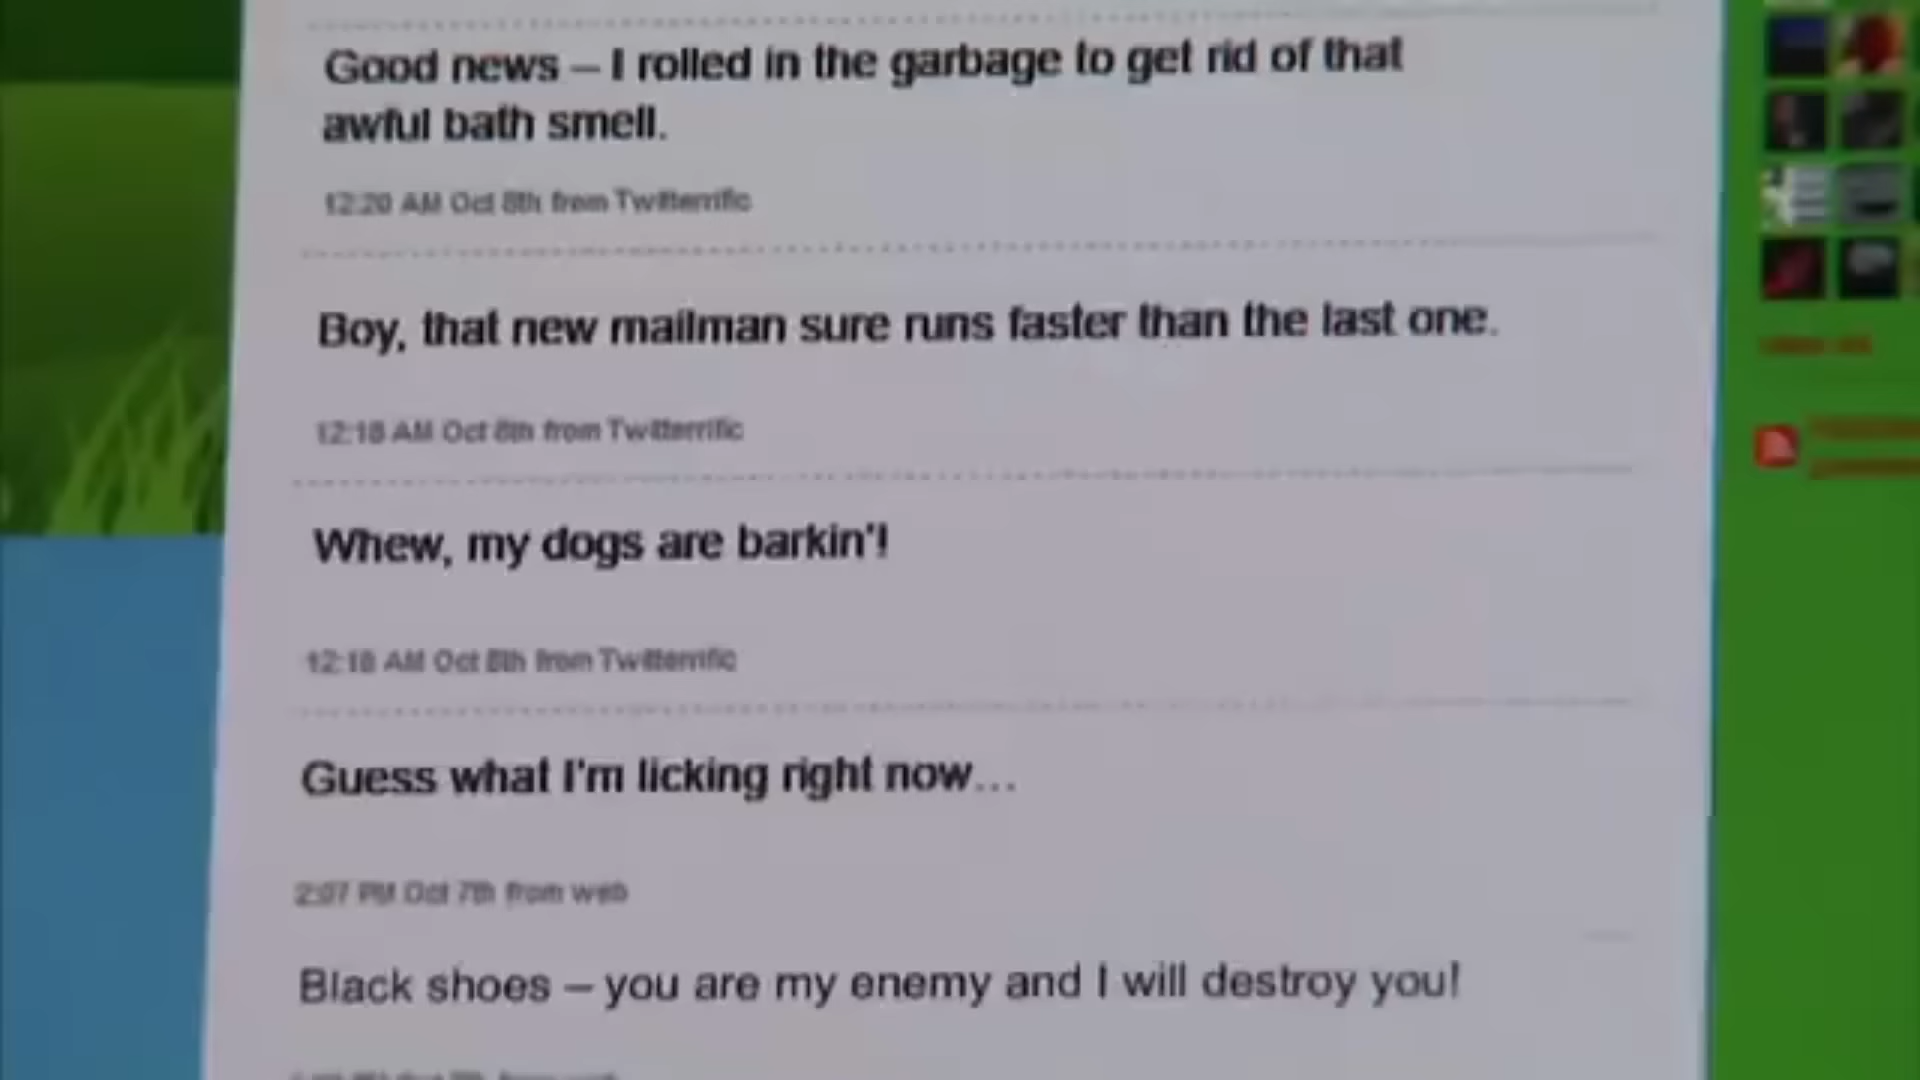 Good news – I rolled in the garbage to get rid of that
awful bath smell.
12:20 AM Oct 8th from Twitterrific
Boy, that new mailman sure runs faster than the last one.
12:18 AM Oct 8th from Twitterrific
Whew, my dogs are barkin'!
12:18 AM Oct 8th from Twitterrific
Guess what I'm licking right now...
2:07 PM Oct 7th from web
Black shoes – you are my enemy and I will destroy you!